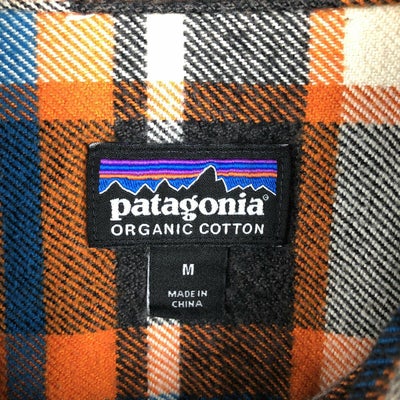 patagonia®
ORGANIC COTTON
M
MADE IN
CHINA